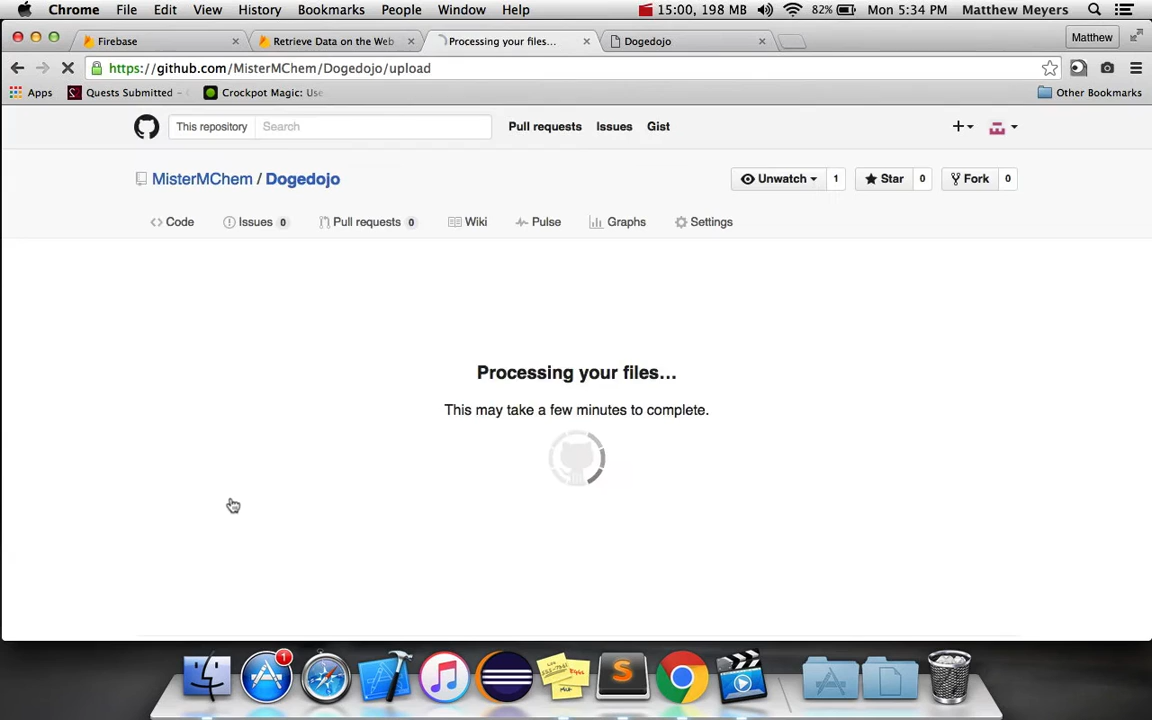 Chrome File Edit View History Bookmarks People Window Help 15:00, 198 MB 82% Mon 5:34 PM Matthew Meyers
Firebase Retrieve Data on the Web Processing your files... Dogedojo Matthew
https://github.com/MisterMChem/Dogedojo/upload
Apps Quests Submitted - Crockpot Magic: Use Other Bookmarks
This repository Search Pull requests Issues Gist
MisterMChem / Dogedojo Unwatch 1 Star 0 Fork 0
Code Issues 0 Pull requests 0 Wiki Pulse Graphs Settings
Processing your files...
This may take a few minutes to complete.
1